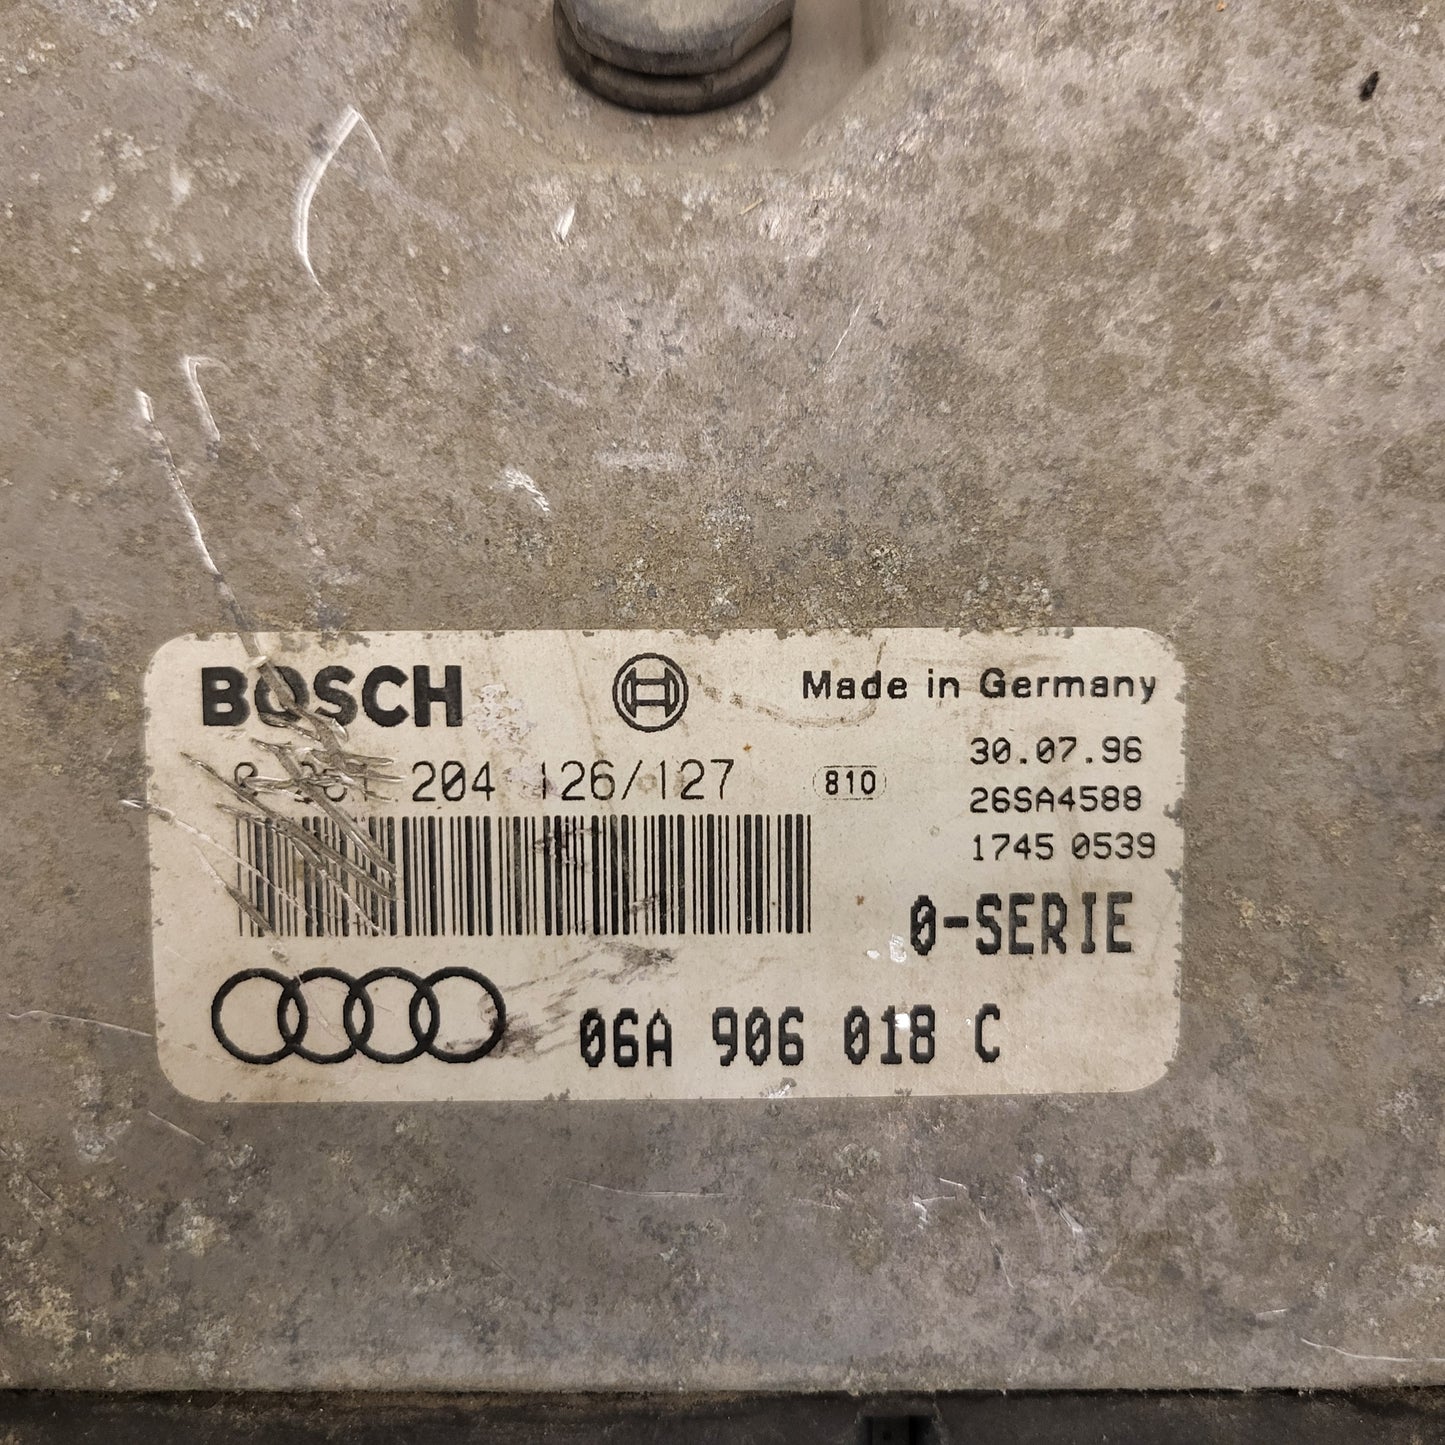 BOSCH
Made in Germany
30.07.96
204 126/127
810
26SA4588
1745 0539
0-SERIE
06A 906 018 C